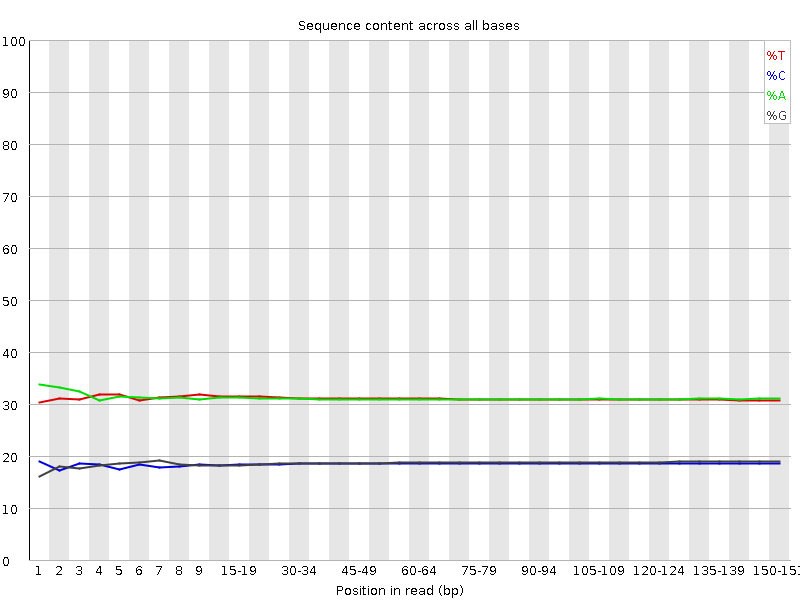 Sequence content across all bases
100
90
80
70
60
50
40
30
20
10
0
%T
%C
%A
%G
1 2 3 4 5 6 7 8 9 15-19 30-34 45-49 60-64 75-79 90-94 105-109 120-124 135-139 150-151
Position in read (bp)